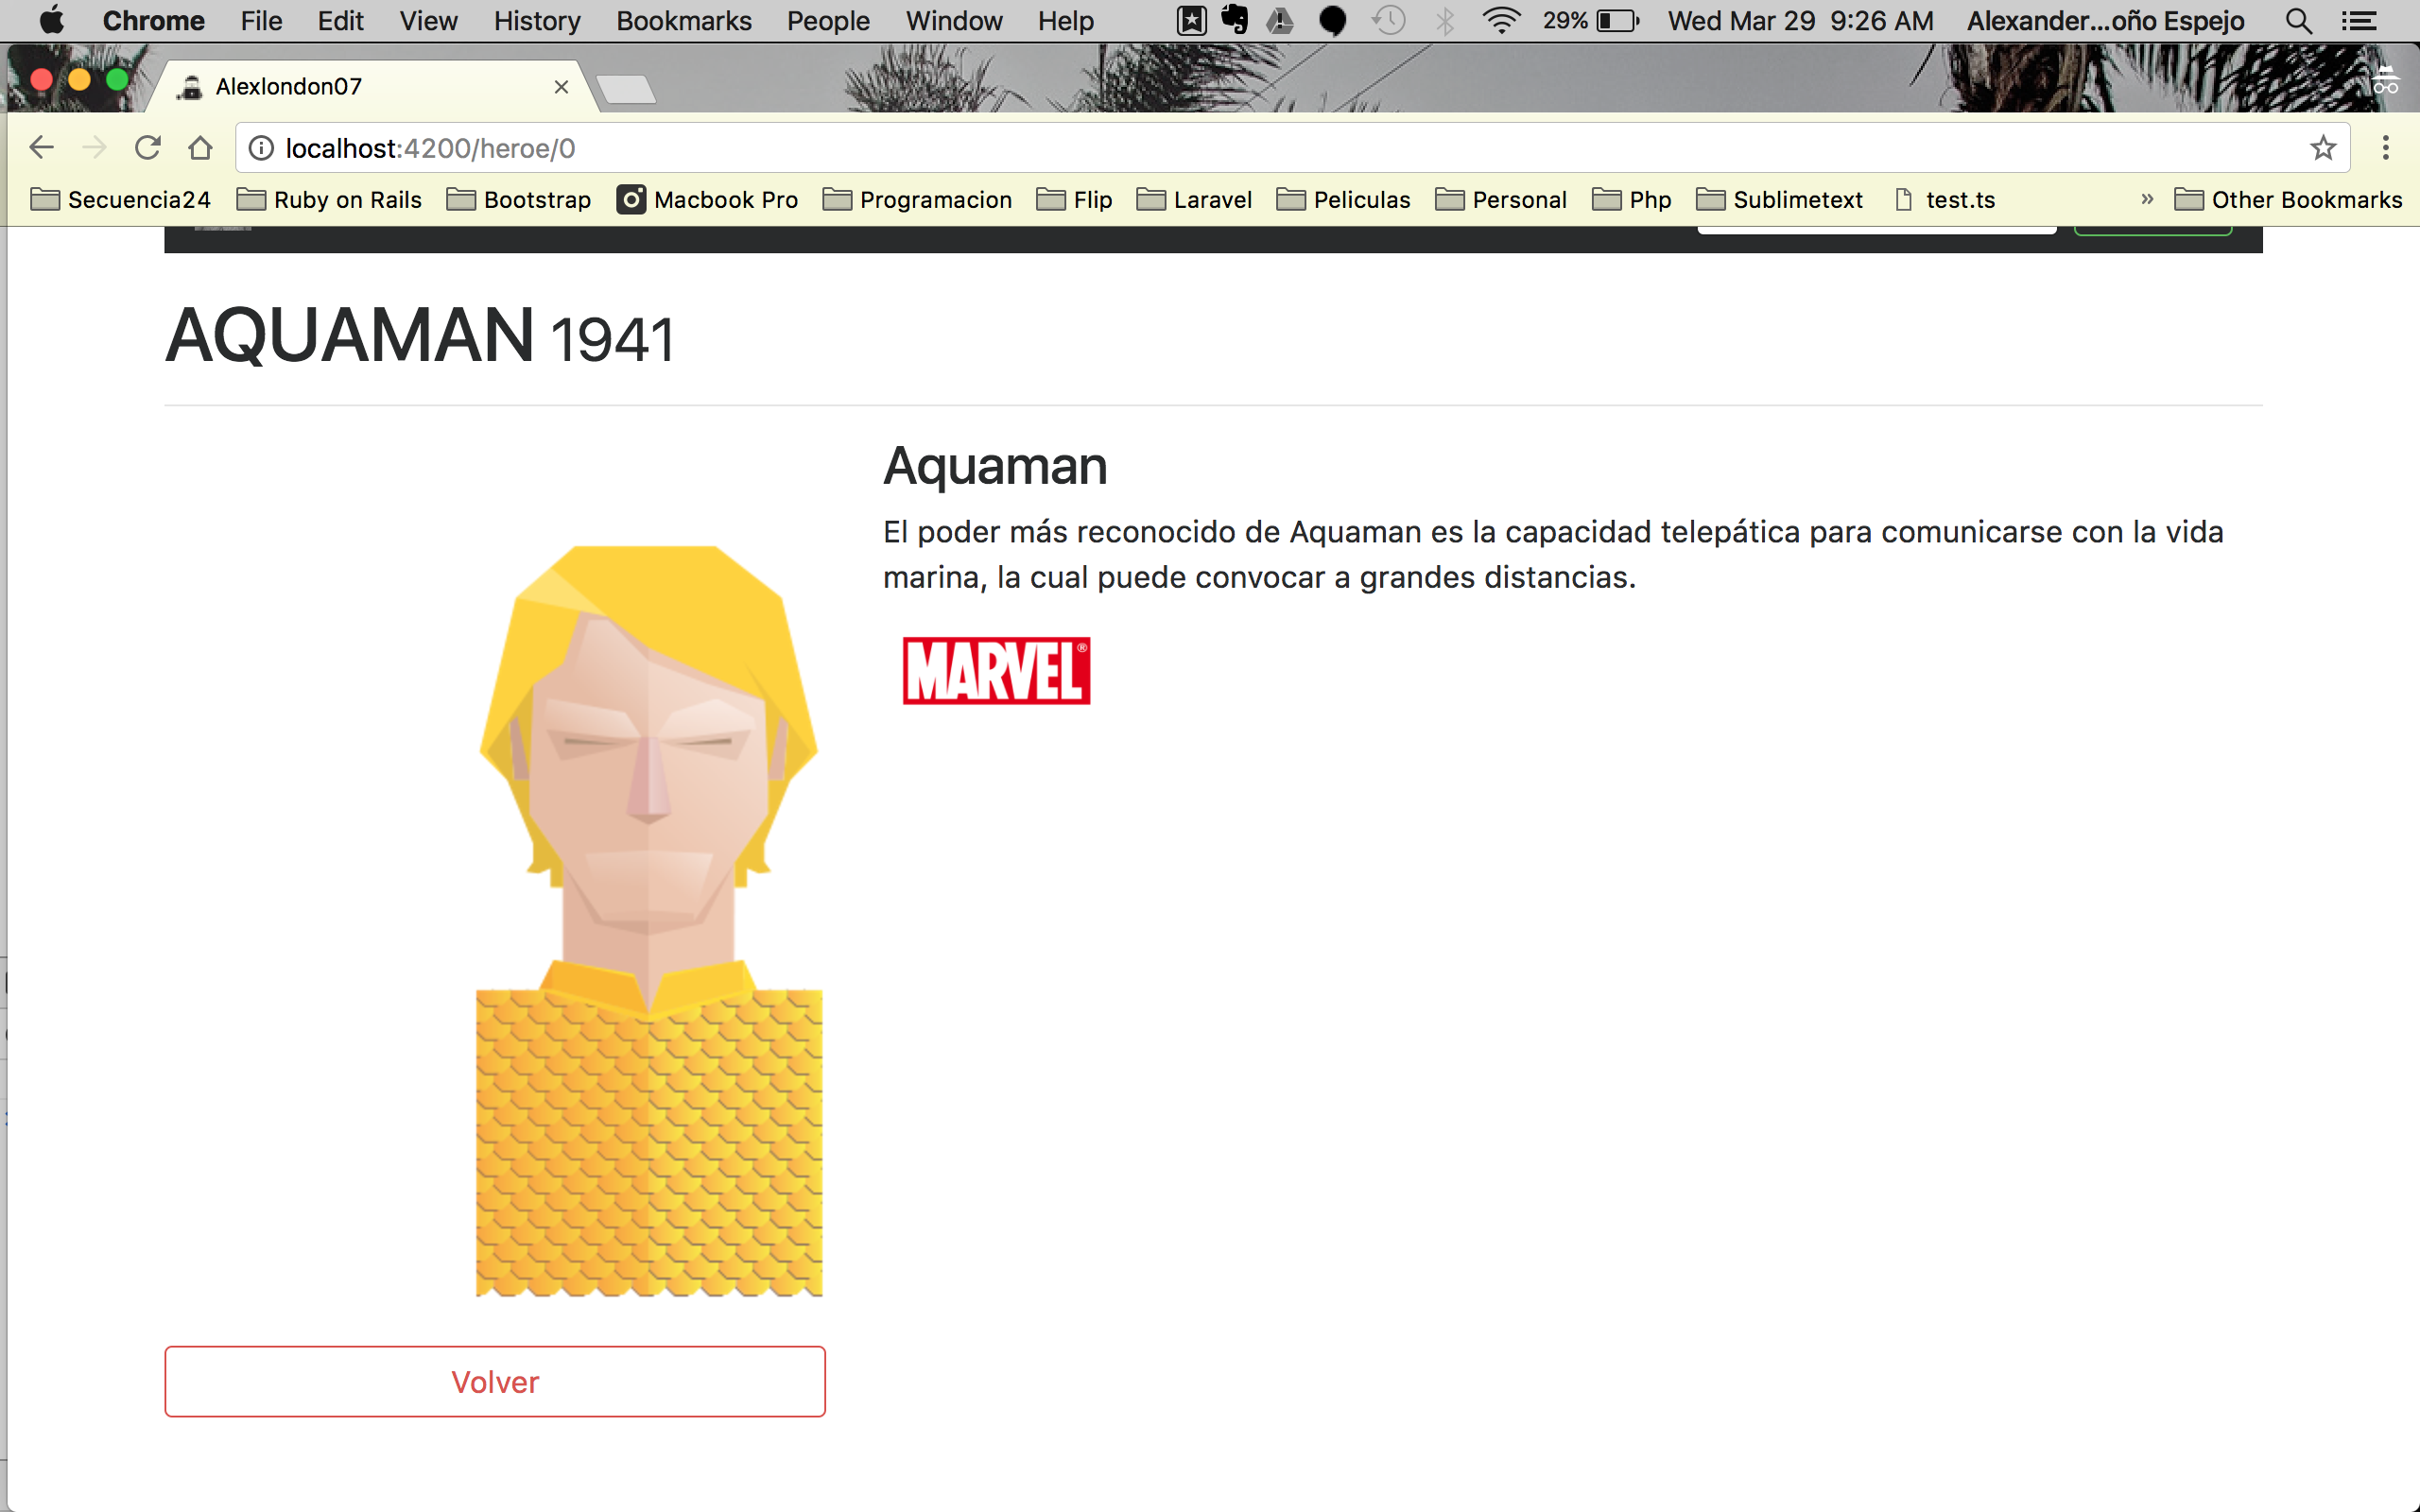 Chrome File Edit View History Bookmarks People Window Help 29% Wed Mar 29 9:26 AM Alexander...oño Espejo
Alexlondon07
localhost:4200/heroe/0
Secuencia24 Ruby on Rails Bootstrap Macbook Pro Programacion Flip Laravel Peliculas Personal Php Sublimetext test.ts » Other Bookmarks
AQUAMAN 1941
Aquaman
El poder más reconocido de Aquaman es la capacidad telepática para comunicarse con la vida
marina, la cual puede convocar a grandes distancias.
MARVEL®
Volver